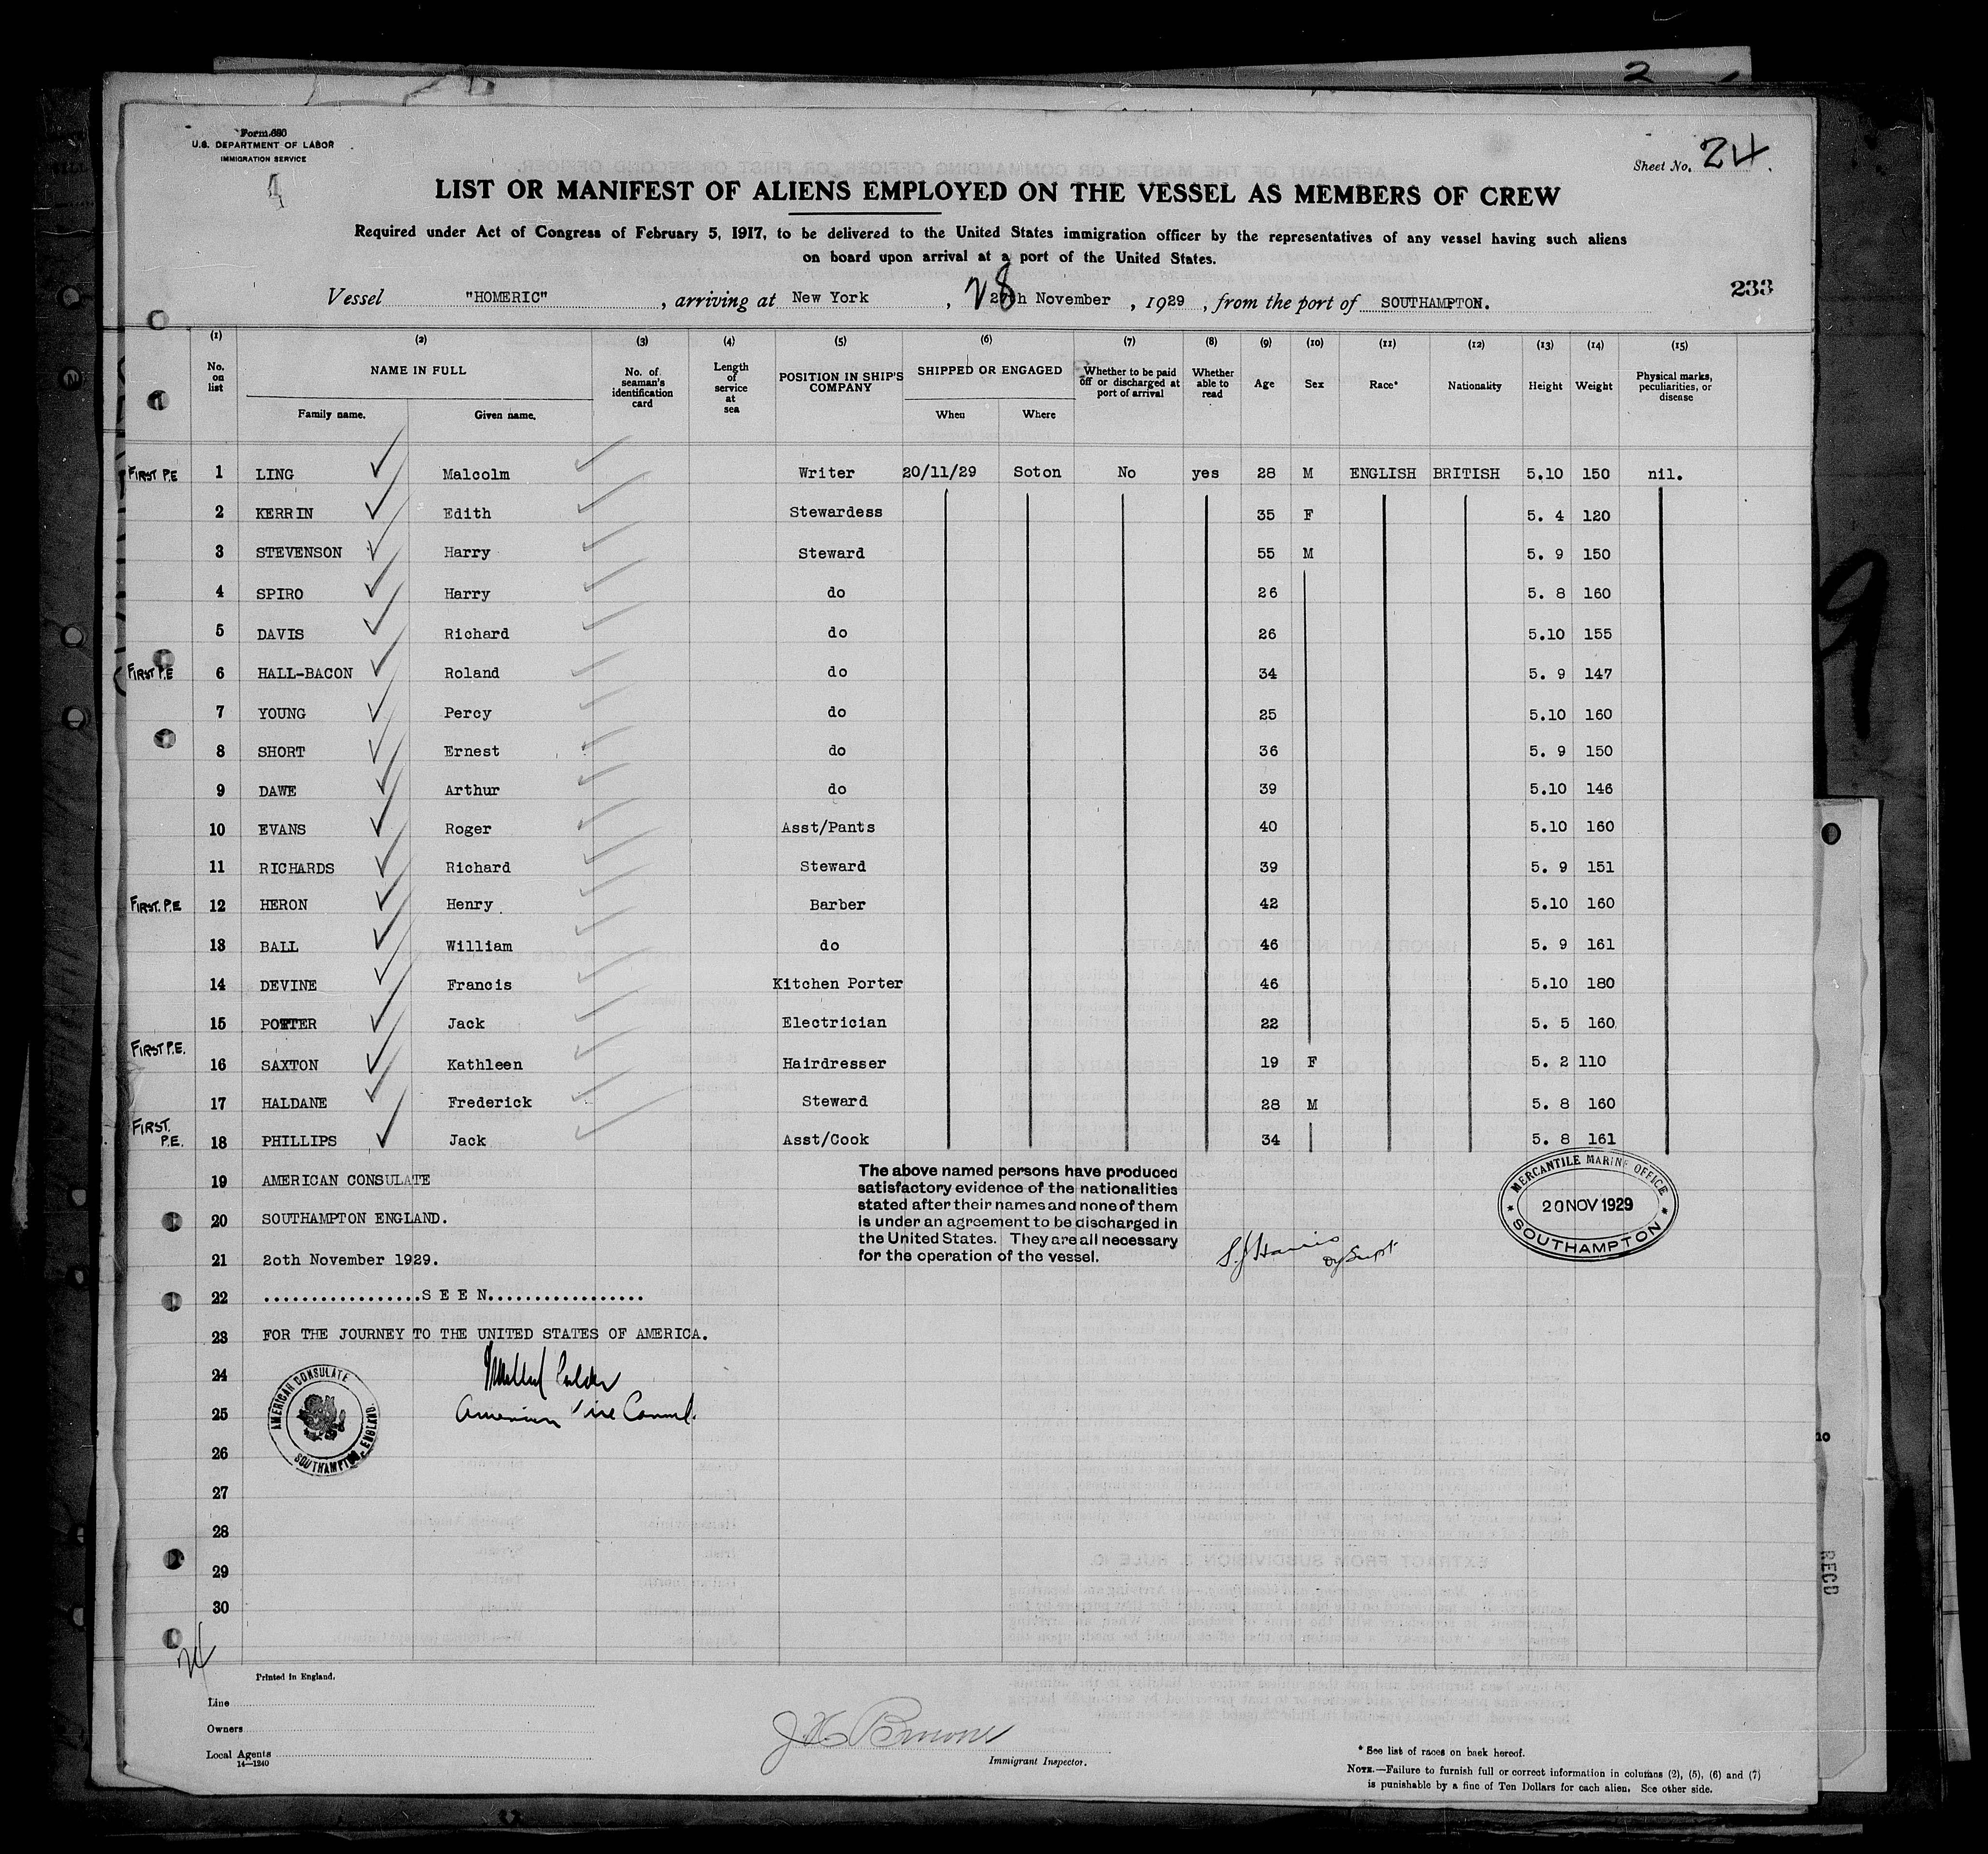 2
Form 680
U.S. DEPARTMENT OF LABOR
IMMIGRATION SERVICE
4
Sheet No. 24.
LIST OR MANIFEST OF ALIENS EMPLOYED ON THE VESSEL AS MEMBERS OF CREW
Required under Act of Congress of February 5, 1917, to be delivered to the United States immigration officer by the representatives of any vessel having such aliens
on board upon arrival at a port of the United States.
233
Vessel "HOMERIC", arriving at New York, 28 November, 1929, from the port of SOUTHAMPTON.
(1) (2) (3) (4) (5) (6) (7) (8) (9) (10) (11) (12) (13) (14) (15)
No. on list NAME IN FULL Family name. Given name. No. of seaman's identification card Length of service at sea POSITION IN SHIP'S COMPANY SHIPPED OR ENGAGED When Where Whether to be paid off or discharged at port of arrival Whether able to read Age Sex Race* Nationality Height Weight Physical marks, peculiarities, or disease
FIRST P.E 1 LING Malcolm Writer 20/11/29 Soton No yes 28 M ENGLISH BRITISH 5.10 150 nil.
2 KERRIN Edith Stewardess 35 F 5. 4 120
3 STEVENSON Harry Steward 55 M 5. 9 150
4 SPIRO Harry do 26 5. 8 160
5 DAVIS Richard do 26 5.10 155
FIRST P.E 6 HALL-BACON Roland do 34 5. 9 147
7 YOUNG Percy do 25 5.10 160
8 SHORT Ernest do 36 5. 9 150
9 DAWE Arthur do 39 5.10 146
10 EVANS Roger Asst/Pants 40 5.10 160
11 RICHARDS Richard Steward 39 5. 9 151
FIRST. P.E 12 HERON Henry Barber 42 5.10 160
13 BALL William do 46 5. 9 161
14 DEVINE Francis Kitchen Porter 46 5.10 180
15 POTTER Jack Electrician 22 5. 5 160
FIRST P.E. 16 SAXTON Kathleen Hairdresser 19 F 5. 2 110
17 HALDANE Frederick Steward 28 M 5. 8 160
FIRST. P.E. 18 PHILLIPS Jack Asst/Cook 34 5. 8 161
19 AMERICAN CONSULATE
20 SOUTHAMPTON ENGLAND.
21 2oth November 1929.
22 .................S E E N.................
23 FOR THE JOURNEY TO THE UNITED STATES OF AMERICA.
24
25 American Vice Consul.
26
27
28
29
30
The above named persons have produced
satisfactory evidence of the nationalities
stated after their names and none of them
is under an agreement to be discharged in
the United States. They are all necessary
for the operation of the vessel.
S.J Harris Dy Supt
MERCANTILE MARINE OFFICE
20 NOV 1929
SOUTHAMPTON
AMERICAN CONSULATE
SOUTHAMPTON ENGLAND.
RECD
24
Printed in England.
Line
Owners
Local Agents
14—1240
Immigrant Inspector.
* See list of races on back hereof.
NOTE.—Failure to furnish full or correct information in columns (2), (5), (6) and (7)
is punishable by a fine of Ten Dollars for each alien. See other side.